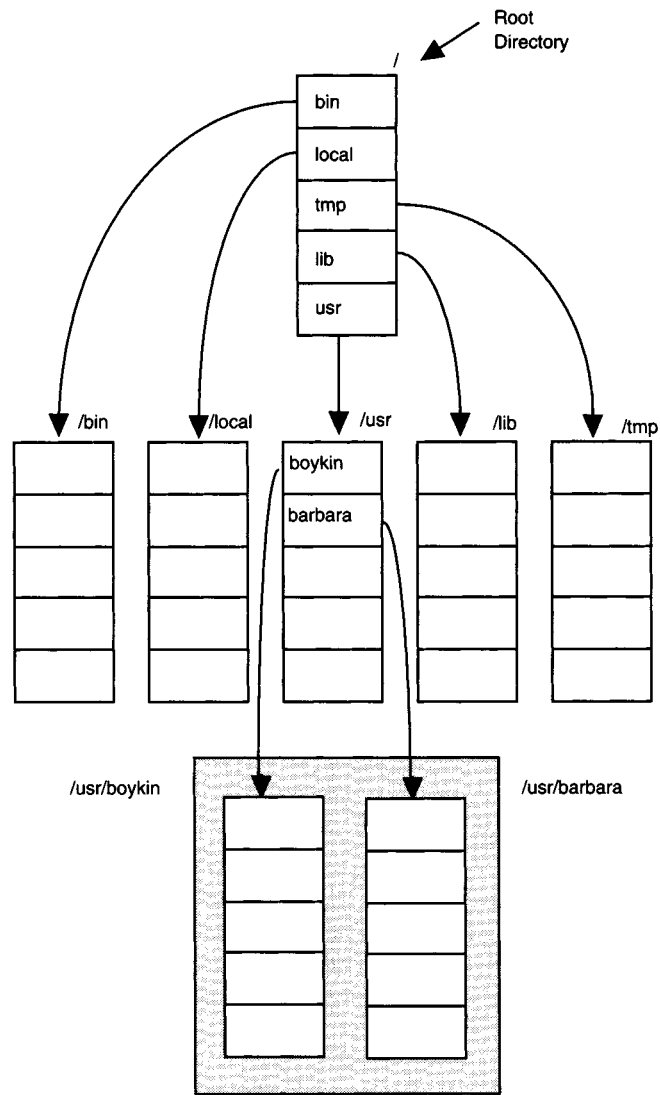 Root
Directory
/
bin
local
tmp
lib
usr
/bin
/local
/usr
/lib
/tmp
boykin
barbara
/usr/boykin
/usr/barbara